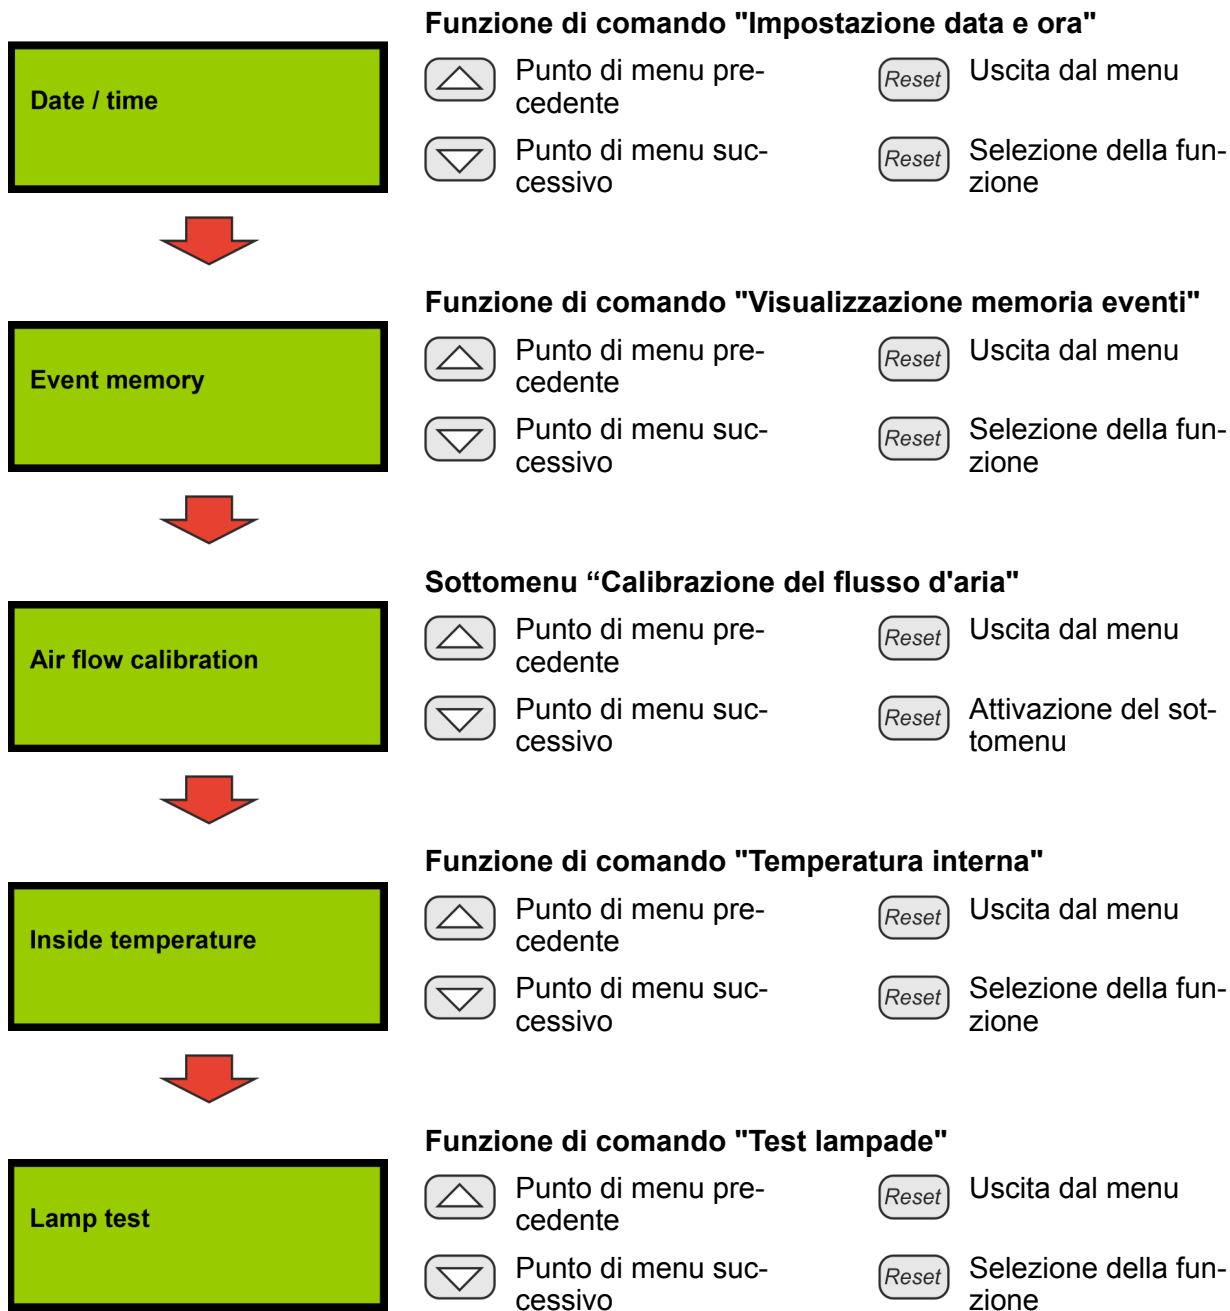 Funzione di comando "Impostazione data e ora"
Date / time
Punto di menu pre-
cedente
Reset
Uscita dal menu
Punto di menu suc-
cessivo
Reset
Selezione della fun-
zione
Funzione di comando "Visualizzazione memoria eventi"
Event memory
Punto di menu pre-
cedente
Reset
Uscita dal menu
Punto di menu suc-
cessivo
Reset
Selezione della fun-
zione
Sottomenu “Calibrazione del flusso d'aria"
Air flow calibration
Punto di menu pre-
cedente
Reset
Uscita dal menu
Punto di menu suc-
cessivo
Reset
Attivazione del sot-
tomenu
Funzione di comando "Temperatura interna"
Inside temperature
Punto di menu pre-
cedente
Reset
Uscita dal menu
Punto di menu suc-
cessivo
Reset
Selezione della fun-
zione
Funzione di comando "Test lampade"
Lamp test
Punto di menu pre-
cedente
Reset
Uscita dal menu
Punto di menu suc-
cessivo
Reset
Selezione della fun-
zione